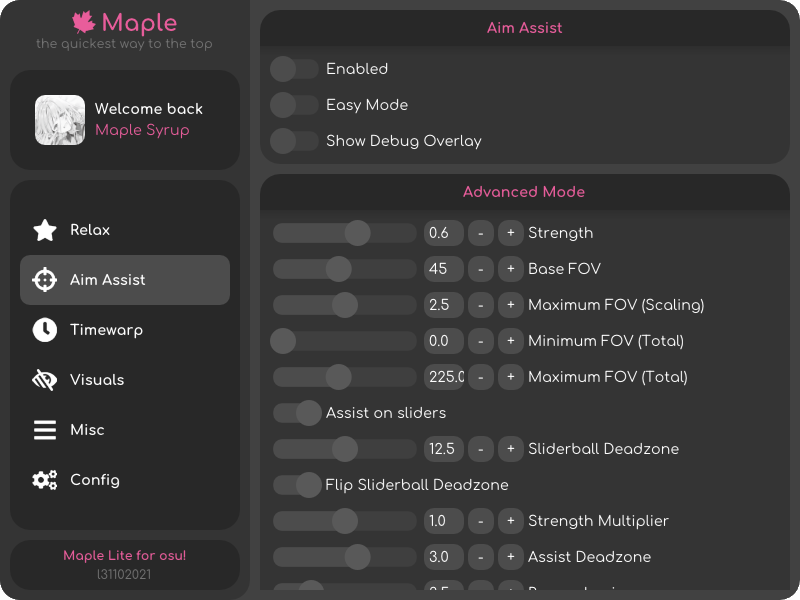 Maple
the quickest way to the top
Welcome back
Maple Syrup
Relax
Aim Assist
Timewarp
Visuals
Misc
Config
Maple Lite for osu!
l31102021
Aim Assist
Enabled
Easy Mode
Show Debug Overlay
Advanced Mode
0.6 - + Strength
45 - + Base FOV
2.5 - + Maximum FOV (Scaling)
0.0 - + Minimum FOV (Total)
225.0 - + Maximum FOV (Total)
Assist on sliders
12.5 - + Sliderball Deadzone
Flip Sliderball Deadzone
1.0 - + Strength Multiplier
3.0 - + Assist Deadzone